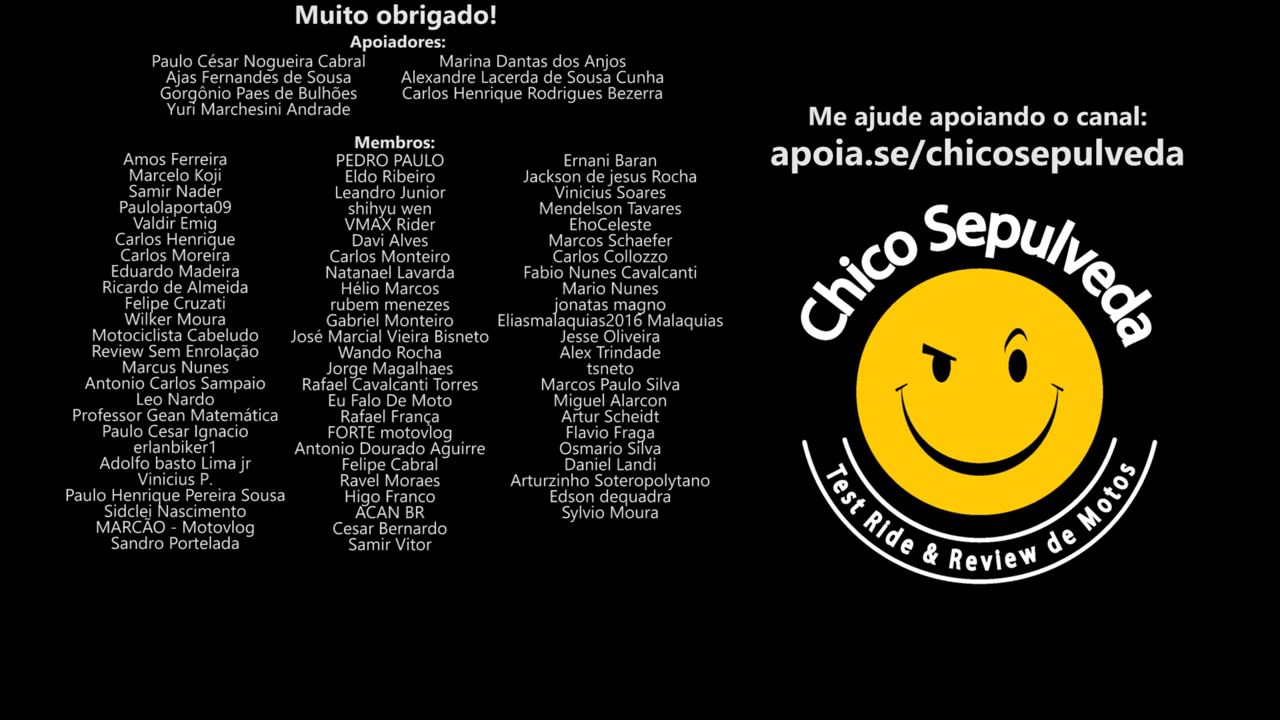 Muito obrigado!
Apoiadores:
Paulo César Nogueira Cabral
Ajas Fernandes de Sousa
Gorgônio Paes de Bulhões
Yuri Marchesini Andrade
Marina Dantas dos Anjos
Alexandre Lacerda de Sousa Cunha
Carlos Henrique Rodrigues Bezerra
Membros:
Amos Ferreira
Marcelo Koji
Samir Nader
Paulolaporta09
Valdir Emig
Carlos Henrique
Carlos Moreira
Eduardo Madeira
Ricardo de Almeida
Felipe Cruzati
Wilker Moura
Motociclista Cabeludo
Review Sem Enrolação
Marcus Nunes
Antonio Carlos Sampaio
Leo Nardo
Professor Gean Matemática
Paulo Cesar Ignacio
erlanbiker1
Adolfo basto Lima jr
Vinicius P.
Paulo Henrique Pereira Sousa
Sidclei Nascimento
MARCÃO - Motovlog
Sandro Portelada
PEDRO PAULO
Eldo Ribeiro
Leandro Junior
shihyu wen
VMAX Rider
Davi Alves
Carlos Monteiro
Natanael Lavarda
Hélio Marcos
rubem menezes
Gabriel Monteiro
José Marcial Vieira Bisneto
Wando Rocha
Jorge Magalhaes
Rafael Cavalcanti Torres
Eu Falo De Moto
Rafael França
FORTE motovlog
Antonio Dourado Aguirre
Felipe Cabral
Ravel Moraes
Higo Franco
ACAN BR
Cesar Bernardo
Samir Vitor
Ernani Baran
Jackson de jesus Rocha
Vinicius Soares
Mendelson Tavares
EhoCeleste
Marcos Schaefer
Carlos Collozzo
Fabio Nunes Cavalcanti
Mario Nunes
jonatas magno
Eliasmalaquias2016 Malaquias
Jesse Oliveira
Alex Trindade
tsneto
Marcos Paulo Silva
Miguel Alarcon
Artur Scheidt
Flavio Fraga
Osmario Silva
Daniel Landi
Arturzinho Soteropolytano
Edson dequadra
Sylvio Moura
Me ajude apoiando o canal:
apoia.se/chicosepulveda
Chico Sepulveda
Test Ride & Review de Motos